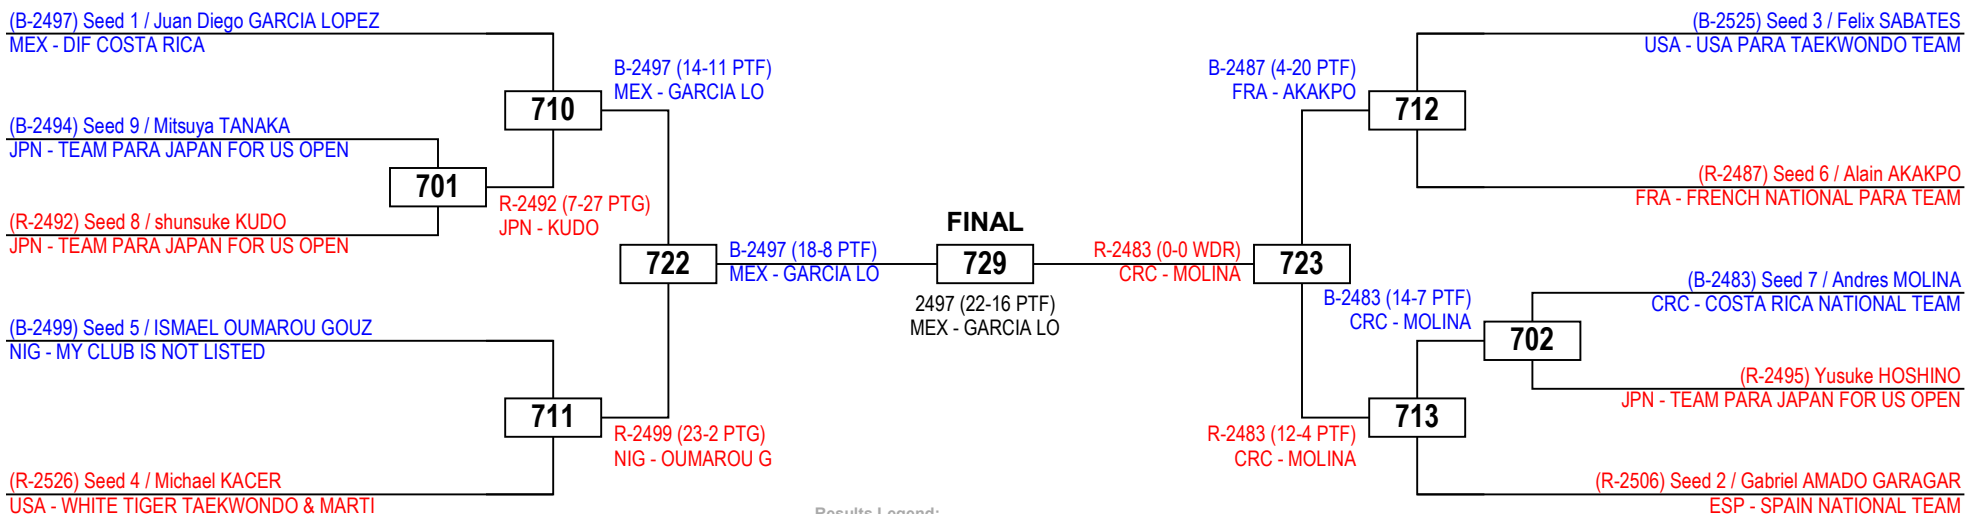 (B-2497) Seed 1 / Juan Diego GARCIA LOPEZ
MEX - DIF COSTA RICA
B-2497 (14-11 PTF)
MEX - GARCIA LO
710
(B-2494) Seed 9 / Mitsuya TANAKA
JPN - TEAM PARA JAPAN FOR US OPEN
701
R-2492 (7-27 PTG)
JPN - KUDO
(R-2492) Seed 8 / shunsuke KUDO
JPN - TEAM PARA JAPAN FOR US OPEN
722
B-2497 (18-8 PTF)
MEX - GARCIA LO
(B-2499) Seed 5 / ISMAEL OUMAROU GOUZ
NIG - MY CLUB IS NOT LISTED
711
R-2499 (23-2 PTG)
NIG - OUMAROU G
(R-2526) Seed 4 / Michael KACER
USA - WHITE TIGER TAEKWONDO & MARTI
FINAL
729
2497 (22-16 PTF)
MEX - GARCIA LO
Results Legend:
(B-2525) Seed 3 / Felix SABATES
USA - USA PARA TAEKWONDO TEAM
B-2487 (4-20 PTF)
FRA - AKAKPO
712
(R-2487) Seed 6 / Alain AKAKPO
FRA - FRENCH NATIONAL PARA TEAM
R-2483 (0-0 WDR)
CRC - MOLINA
723
(B-2483) Seed 7 / Andres MOLINA
CRC - COSTA RICA NATIONAL TEAM
B-2483 (14-7 PTF)
CRC - MOLINA
702
(R-2495) Yusuke HOSHINO
JPN - TEAM PARA JAPAN FOR US OPEN
713
R-2483 (12-4 PTF)
CRC - MOLINA
(R-2506) Seed 2 / Gabriel AMADO GARAGAR
ESP - SPAIN NATIONAL TEAM